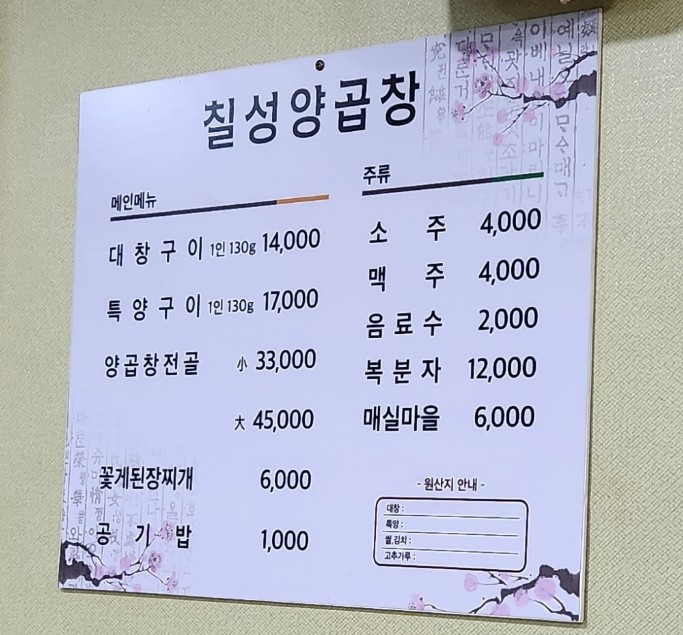 칠성양곱창
메인메뉴
대창구이 1인 130g 14,000
특양구이 1인 130g 17,000
양곱창전골 小 33,000
大 45,000
꽃게된장찌개 6,000
공기밥 1,000
주류
소주 4,000
맥주 4,000
음료수 2,000
복분자 12,000
매실마을 6,000
- 원산지 안내 -
대창 :
특양 :
쌀,김치 :
고추가루 :